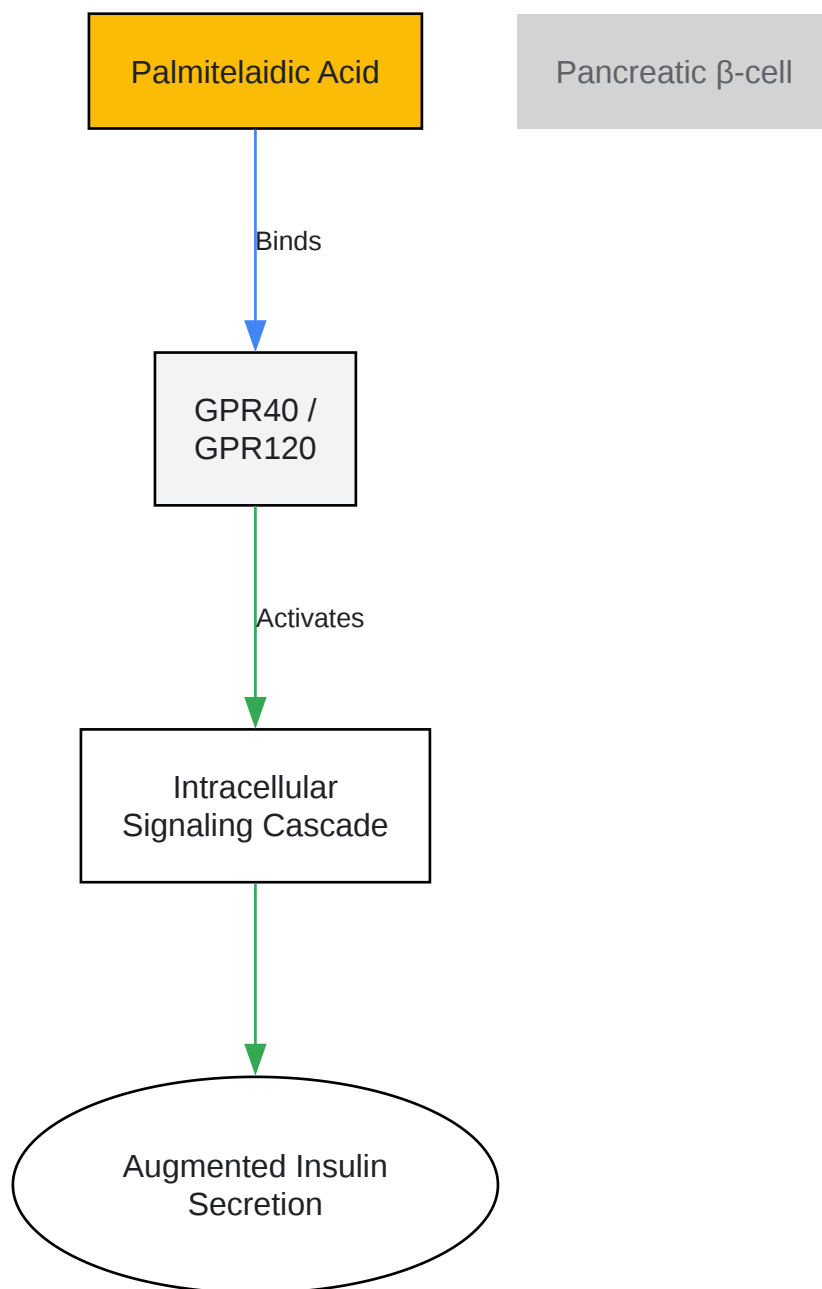 Palmitelaidic Acid
Pancreatic β-cell
Binds
GPR40 /
GPR120
Activates
Intracellular
Signaling Cascade
Augmented Insulin
Secretion